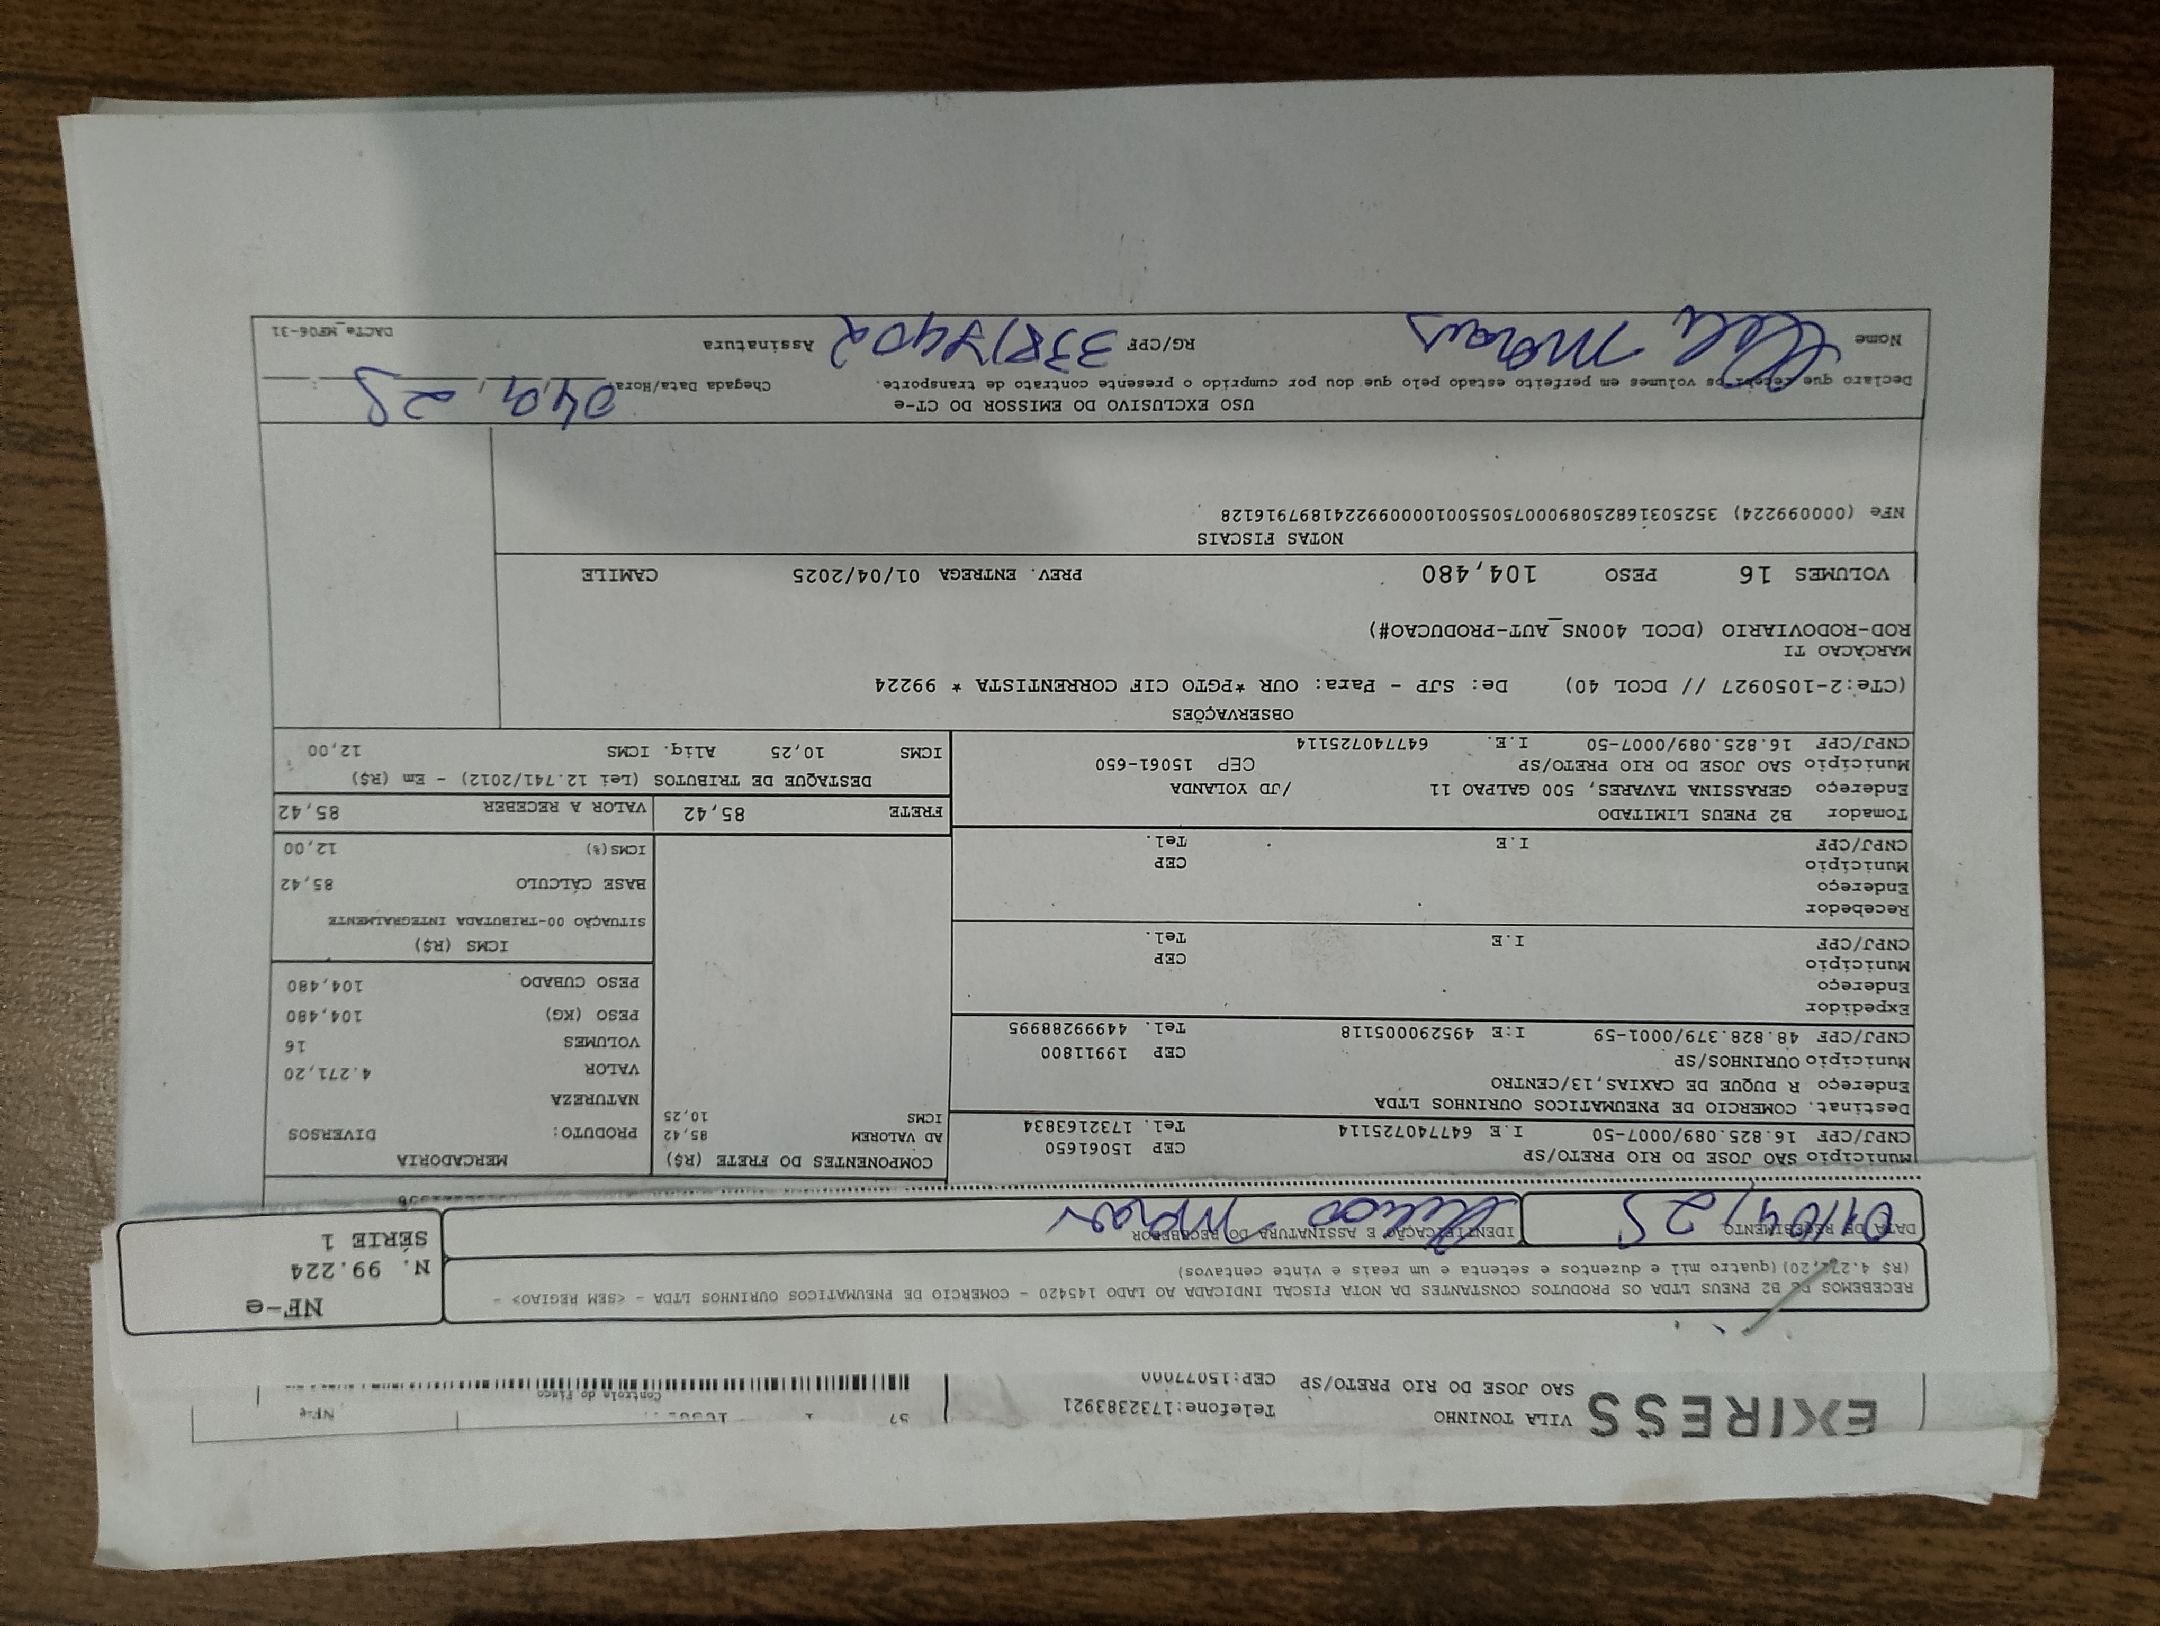 EXIRESS
VILA TONINHO Telefone:1732383921
SAO JOSE DO RIO PRETO/SP CEP:15077000
57 1
NF-e
Controle do Fisco
RECEBEMOS DE B2 PNEUS LTDA OS PRODUTOS CONSTANTES DA NOTA FISCAL INDICADA AO LADO 145420 - COMERCIO DE PNEUMATICOS OURINHOS LTDA - <SEM REGIAO> -
(R$ 4.271,20) (quatro mil e duzentos e setenta e um reais e vinte centavos)
NF-e
N. 99.224
SÉRIE 1
DATA DE RECEBIMENTO 01/04/25
IDENTIFICAÇÃO E ASSINATURA DO RECEBEDOR
Município SAO JOSE DO RIO PRETO/SP CEP 15061650
CNPJ/CPF 16.825.089/0007-50 I.E 647740725114 Tel. 1732163834
Destinat. COMERCIO DE PNEUMATICOS OURINHOS LTDA
Endereço R DUQUE DE CAXIAS,13/CENTRO
Município OURINHOS/SP CEP 19911800
CNPJ/CPF 48.828.379/0001-59 I:E 495290005118 Tel. 44999288995
Expedidor
Endereço
Município CEP
CNPJ/CPF I.E Tel.
Recebedor
Endereço
Município CEP
CNPJ/CPF I.E Tel.
Tomador B2 PNEUS LIMITADO
Endereço GERASSINA TAVARES, 500 GALPAO 11 /JD YOLANDA
Município SAO JOSE DO RIO PRETO/SP CEP 15061-650
CNPJ/CPF 16.825.089/0007-50 I.E. 647740725114
COMPONENTES DO FRETE (R$)
AD VALOREM 85,42
ICMS 10,25
MERCADORIA
PRODUTO: DIVERSOS
NATUREZA
VALOR 4.271,20
VOLUMES 16
PESO (KG) 104,480
PESO CUBADO 104,480
ICMS (R$)
SITUAÇÃO 00-TRIBUTADA INTEGRALMENTE
BASE CÁLCULO 85,42
ICMS(%) 12,00
FRETE 85,42 VALOR A RECEBER 85,42
DESTAQUE DE TRIBUTOS (Lei 12.741/2012) - Em (R$)
ICMS 10,25 Aliq. ICMS 12,00
OBSERVAÇÕES
(CTe:2-1050927 // DCOL 40) De: SJP - Para: OUR *PGTO CIF CORRENTISTA * 99224
MARCACAO TI
ROD-RODOVIARIO (DCOL 400NS_AUT-PRODUCAO#)
VOLUMES 16 PESO 104,480 PREV. ENTREGA 01/04/2025 CAMILE
NOTAS FISCAIS
NFe (00099224) 35250316825089000750550010000992241897916128
USO EXCLUSIVO DO EMISSOR DO CT-e
Declaro que recebi os volumes em perfeito estado pelo que dou por cumprido o presente contrato de transporte. Chegada Data/Hora
Nome RG/CPF Assinatura
DACTe_MF06-31